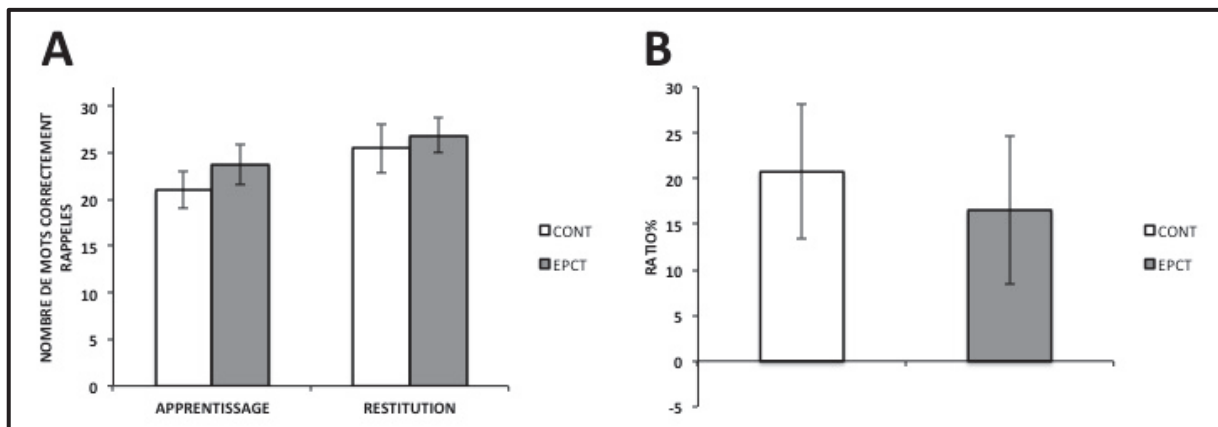 A
NOMBRE DE MOTS CORRECTEMENT
RAPPELES
30
25
20
15
10
5
0
APPRENTISSAGE
RESTITUTION
CONT
EPCT
B
RATIO%
30
25
20
15
10
5
0
-5
CONT
EPCT